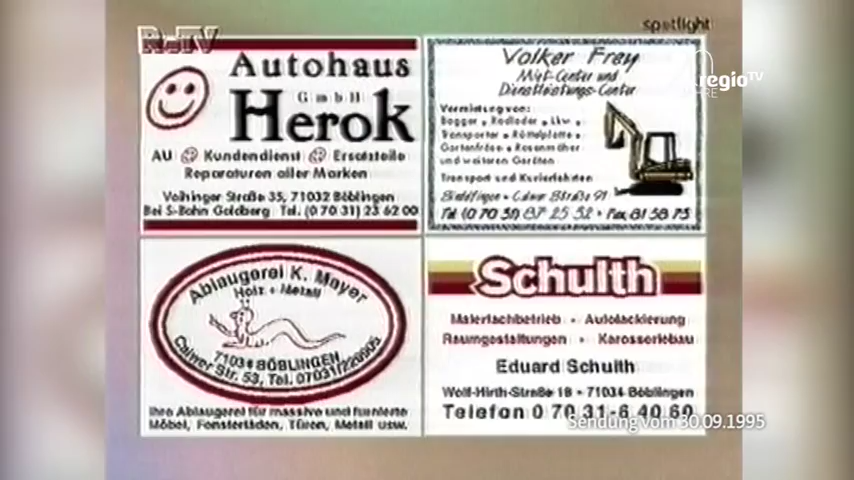 spotlight
R TV
regio TV
Autohaus
GmbH
Herok
AU Kundendienst Ersatzteile
Reparaturen aller Marken
Straße 35, 71032 Böblingen
Bei S-Bahn Goldberg Tel. (0 70 31) 23 62 00
Volker Frey
Miet-Center und
Dienstleistungs-Center
Vermietung von:
Bagger Radlader Lkw
Transporter Rüttelplatte
Gartenfräse Rasenmäher
und weiteren Geräten
Transport und Kurierfahrten
Sindelfingen Calwer Straße 91
Tel. (0 70 31) 87 25 52 Fax 81 58 75
Ablaugerei K. Mayer
Holz + Metall
71034 BÖBLINGEN
Calwer Str. 53, Tel. 07031/220905
Ihre Ablaugerei für massive und furnierte
Möbel, Fensterläden, Türen, Metall usw.
Schulth
Malerfachbetrieb Autolackierung
Raumgestaltungen Karosseriebau
Eduard Schulth
Wolf-Hirth-Straße 18 • 71034 Böblingen
Telefon 0 70 31-6 40 60
Sendung vom 30.09.1995